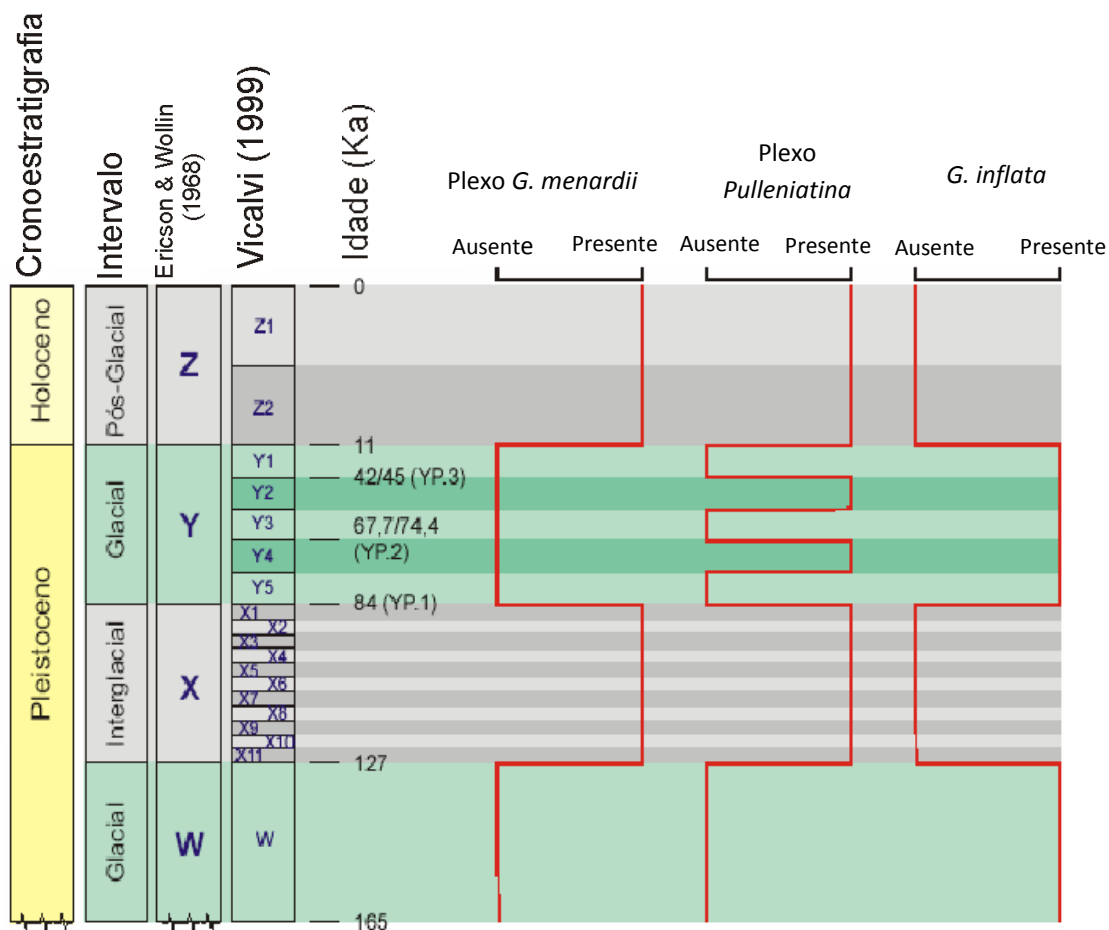 Cronoestratigrafia
Intervalo
Ericson & Wollin
(1968)
Vicalvi (1999)
Idade (Ka)
Plexo G. menardii
Plexo
Pulleniatina
G. inflata
Ausente
Presente
Ausente
Presente
Ausente
Presente
Holoceno
Pleistoceno
Pós-Glacial
Glacial
Interglacial
Glacial
Z
Y
X
W
Z1
Z2
Y1
Y2
Y3
Y4
Y5
X1
X2
X3
X4
X5
X6
X7
X8
X9
X10
X11
W
0
11
42/45 (YP.3)
67,7/74,4
(YP.2)
84 (YP.1)
127
165